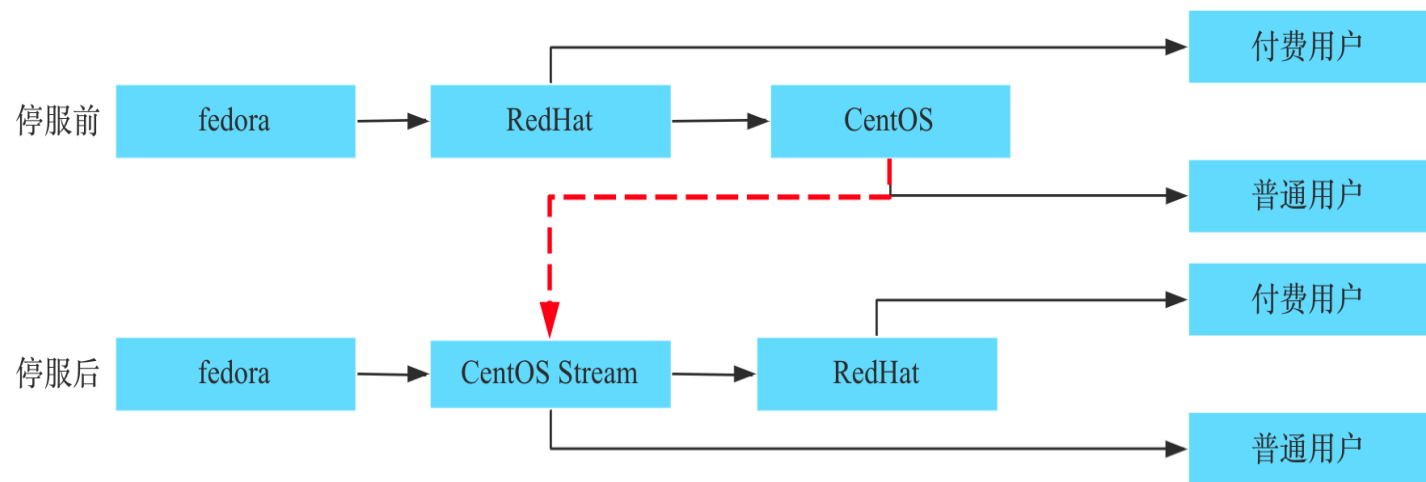 付费用户
停服前
fedora
RedHat
CentOS
普通用户
付费用户
停服后
fedora
CentOS Stream
RedHat
普通用户